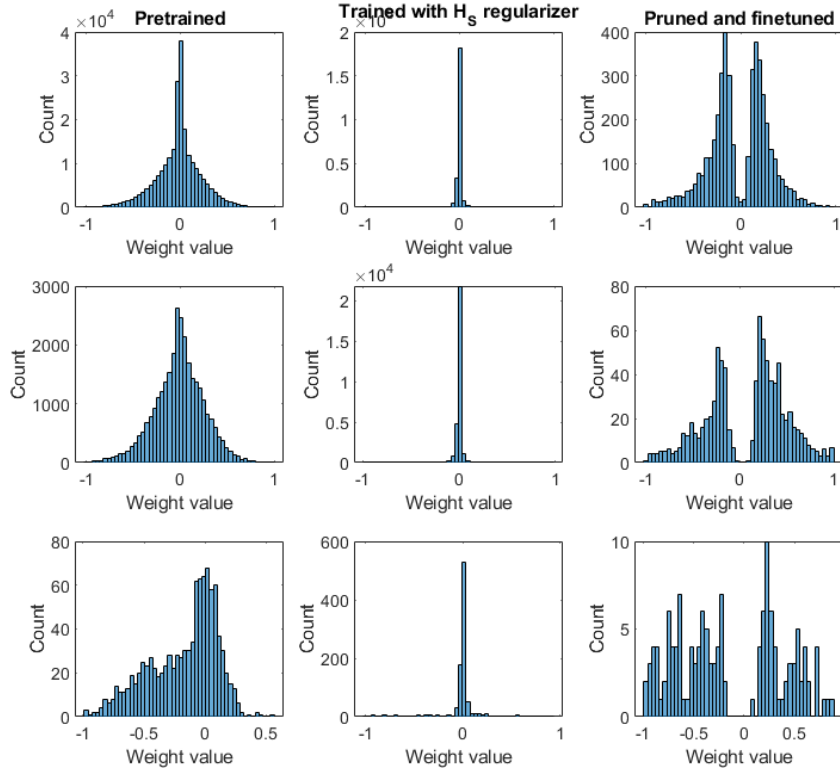 Pretrained
×10⁴
4
3
2
1
0
Count
-1 0 1
Weight value
Trained with H_S regularizer
2
1.5
1
0.5
0
Count
-1 0 1
Weight value
Pruned and finetuned
400
300
200
100
0
Count
-1 0 1
Weight value
3000
2000
1000
0
Count
-1 0 1
Weight value
×10⁴
2
1.5
1
0.5
0
Count
-1 0 1
Weight value
80
60
40
20
0
Count
-1 0 1
Weight value
80
60
40
20
0
Count
-1 -0.5 0 0.5
Weight value
600
400
200
0
Count
-1 0 1
Weight value
10
5
0
Count
-1 -0.5 0 0.5
Weight value